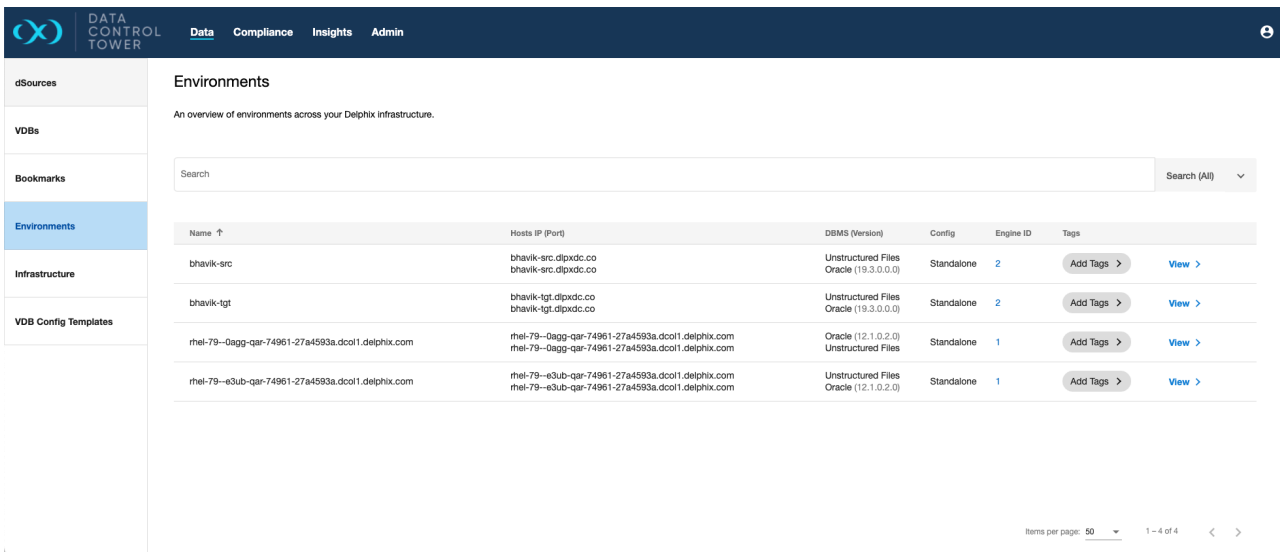 DATA
CONTROL
TOWER
Data Compliance Insights Admin
dSources
VDBs
Bookmarks
Environments
Infrastructure
VDB Config Templates
Environments
An overview of environments across your Delphix infrastructure.
Search Search (All)
Name ↑ Hosts IP (Port) DBMS (Version) Config Engine ID Tags
bhavik-src bhavik-src.dlpxdc.co Unstructured Files Standalone 2 Add Tags > View >
bhavik-src.dlpxdc.co Oracle (19.3.0.0.0)
bhavik-tgt bhavik-tgt.dlpxdc.co Unstructured Files Standalone 2 Add Tags > View >
bhavik-tgt.dlpxdc.co Oracle (19.3.0.0.0)
rhel-79--0agg-qar-74961-27a4593a.dcol1.delphix.com rhel-79--0agg-qar-74961-27a4593a.dcol1.delphix.com Oracle (12.1.0.2.0) Standalone 1 Add Tags > View >
rhel-79--0agg-qar-74961-27a4593a.dcol1.delphix.com Unstructured Files
rhel-79--e3ub-qar-74961-27a4593a.dcol1.delphix.com rhel-79--e3ub-qar-74961-27a4593a.dcol1.delphix.com Unstructured Files Standalone 1 Add Tags > View >
rhel-79--e3ub-qar-74961-27a4593a.dcol1.delphix.com Oracle (12.1.0.2.0)
Items per page: 50 1 – 4 of 4 < >